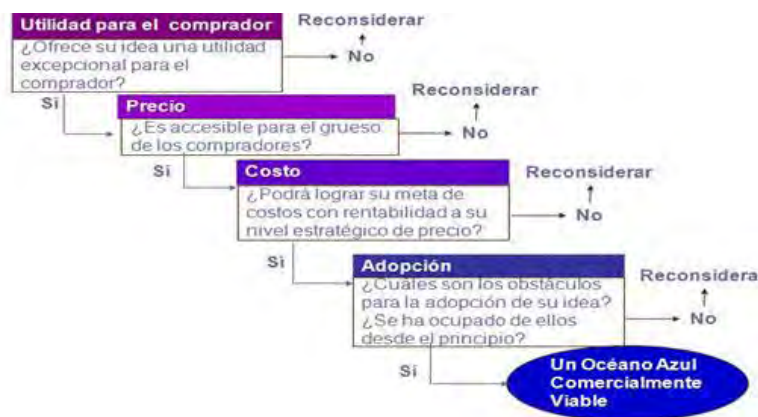 Utilidad para el comprador
Reconsiderar
¿Ofrece su idea una utilidad
excepcional para el
comprador?
No
Sí
Precio
Reconsiderar
¿Es accesible para el grueso
de los compradores?
No
Sí
Costo
Reconsiderar
¿Podrá lograr su meta de
costos con rentabilidad a su
nivel estratégico de precio?
No
Sì
Adopción
Reconsidera
¿Cuáles son los obstáculos
para la adopción de su idea?
¿Se ha ocupado de ellos
desde el principio?
No
Sí
Un Océano Azul
Comercialmente
Viable